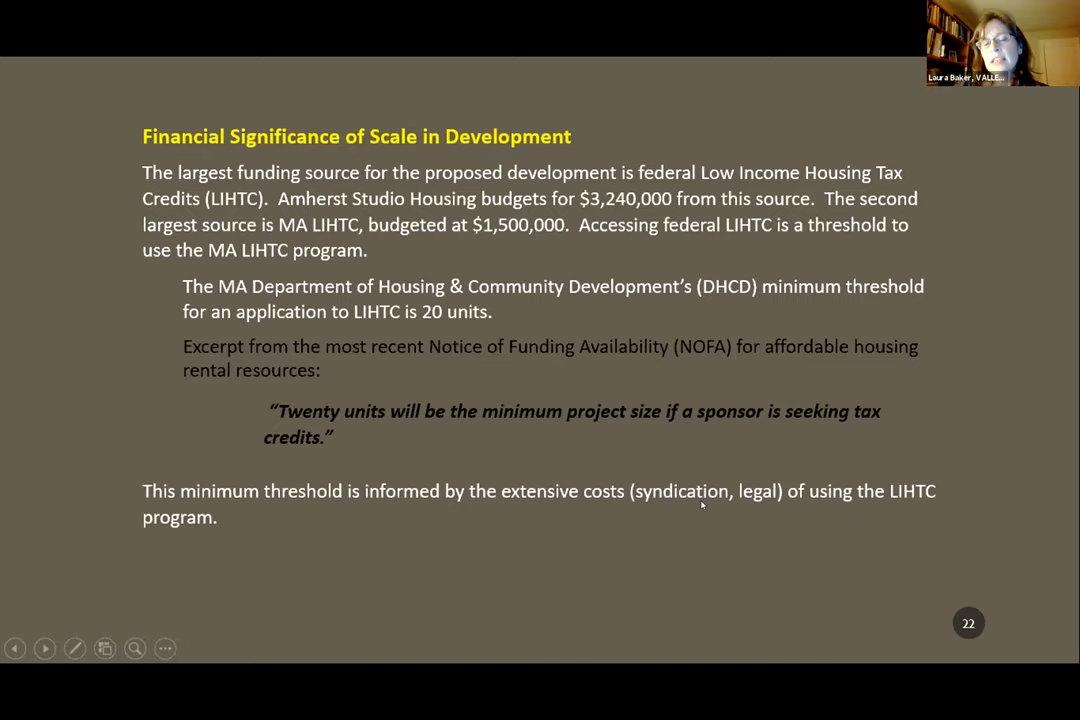 Laura Baker, VALLE...
Financial Significance of Scale in Development
The largest funding source for the proposed development is federal Low Income Housing Tax
Credits (LIHTC). Amherst Studio Housing budgets for $3,240,000 from this source. The second
largest source is MA LIHTC, budgeted at $1,500,000. Accessing federal LIHTC is a threshold to
use the MA LIHTC program.
The MA Department of Housing & Community Development’s (DHCD) minimum threshold
for an application to LIHTC is 20 units.
Excerpt from the most recent Notice of Funding Availability (NOFA) for affordable housing
rental resources:
“Twenty units will be the minimum project size if a sponsor is seeking tax
credits.”
This minimum threshold is informed by the extensive costs (syndication, legal) of using the LIHTC
program.
22